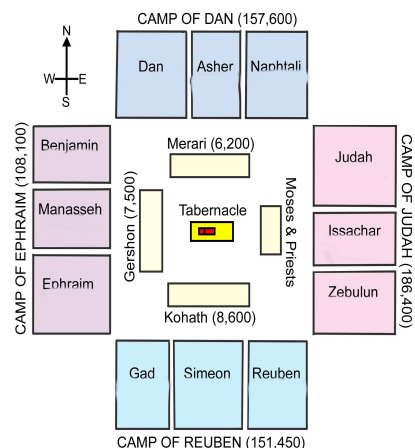 CAMP OF DAN (157,600)
N
W E
S
Dan
Asher
Naphtali
CAMP OF EPHRAIM (108,100)
Benjamin
Manasseh
Ephraim
Merari (6,200)
Gershon (7,500)
Tabernacle
Moses & Priests
Kohath (8,600)
Judah
Issachar
Zebulun
CAMP OF JUDAH (186,400)
Gad
Simeon
Reuben
CAMP OF REUBEN (151,450)